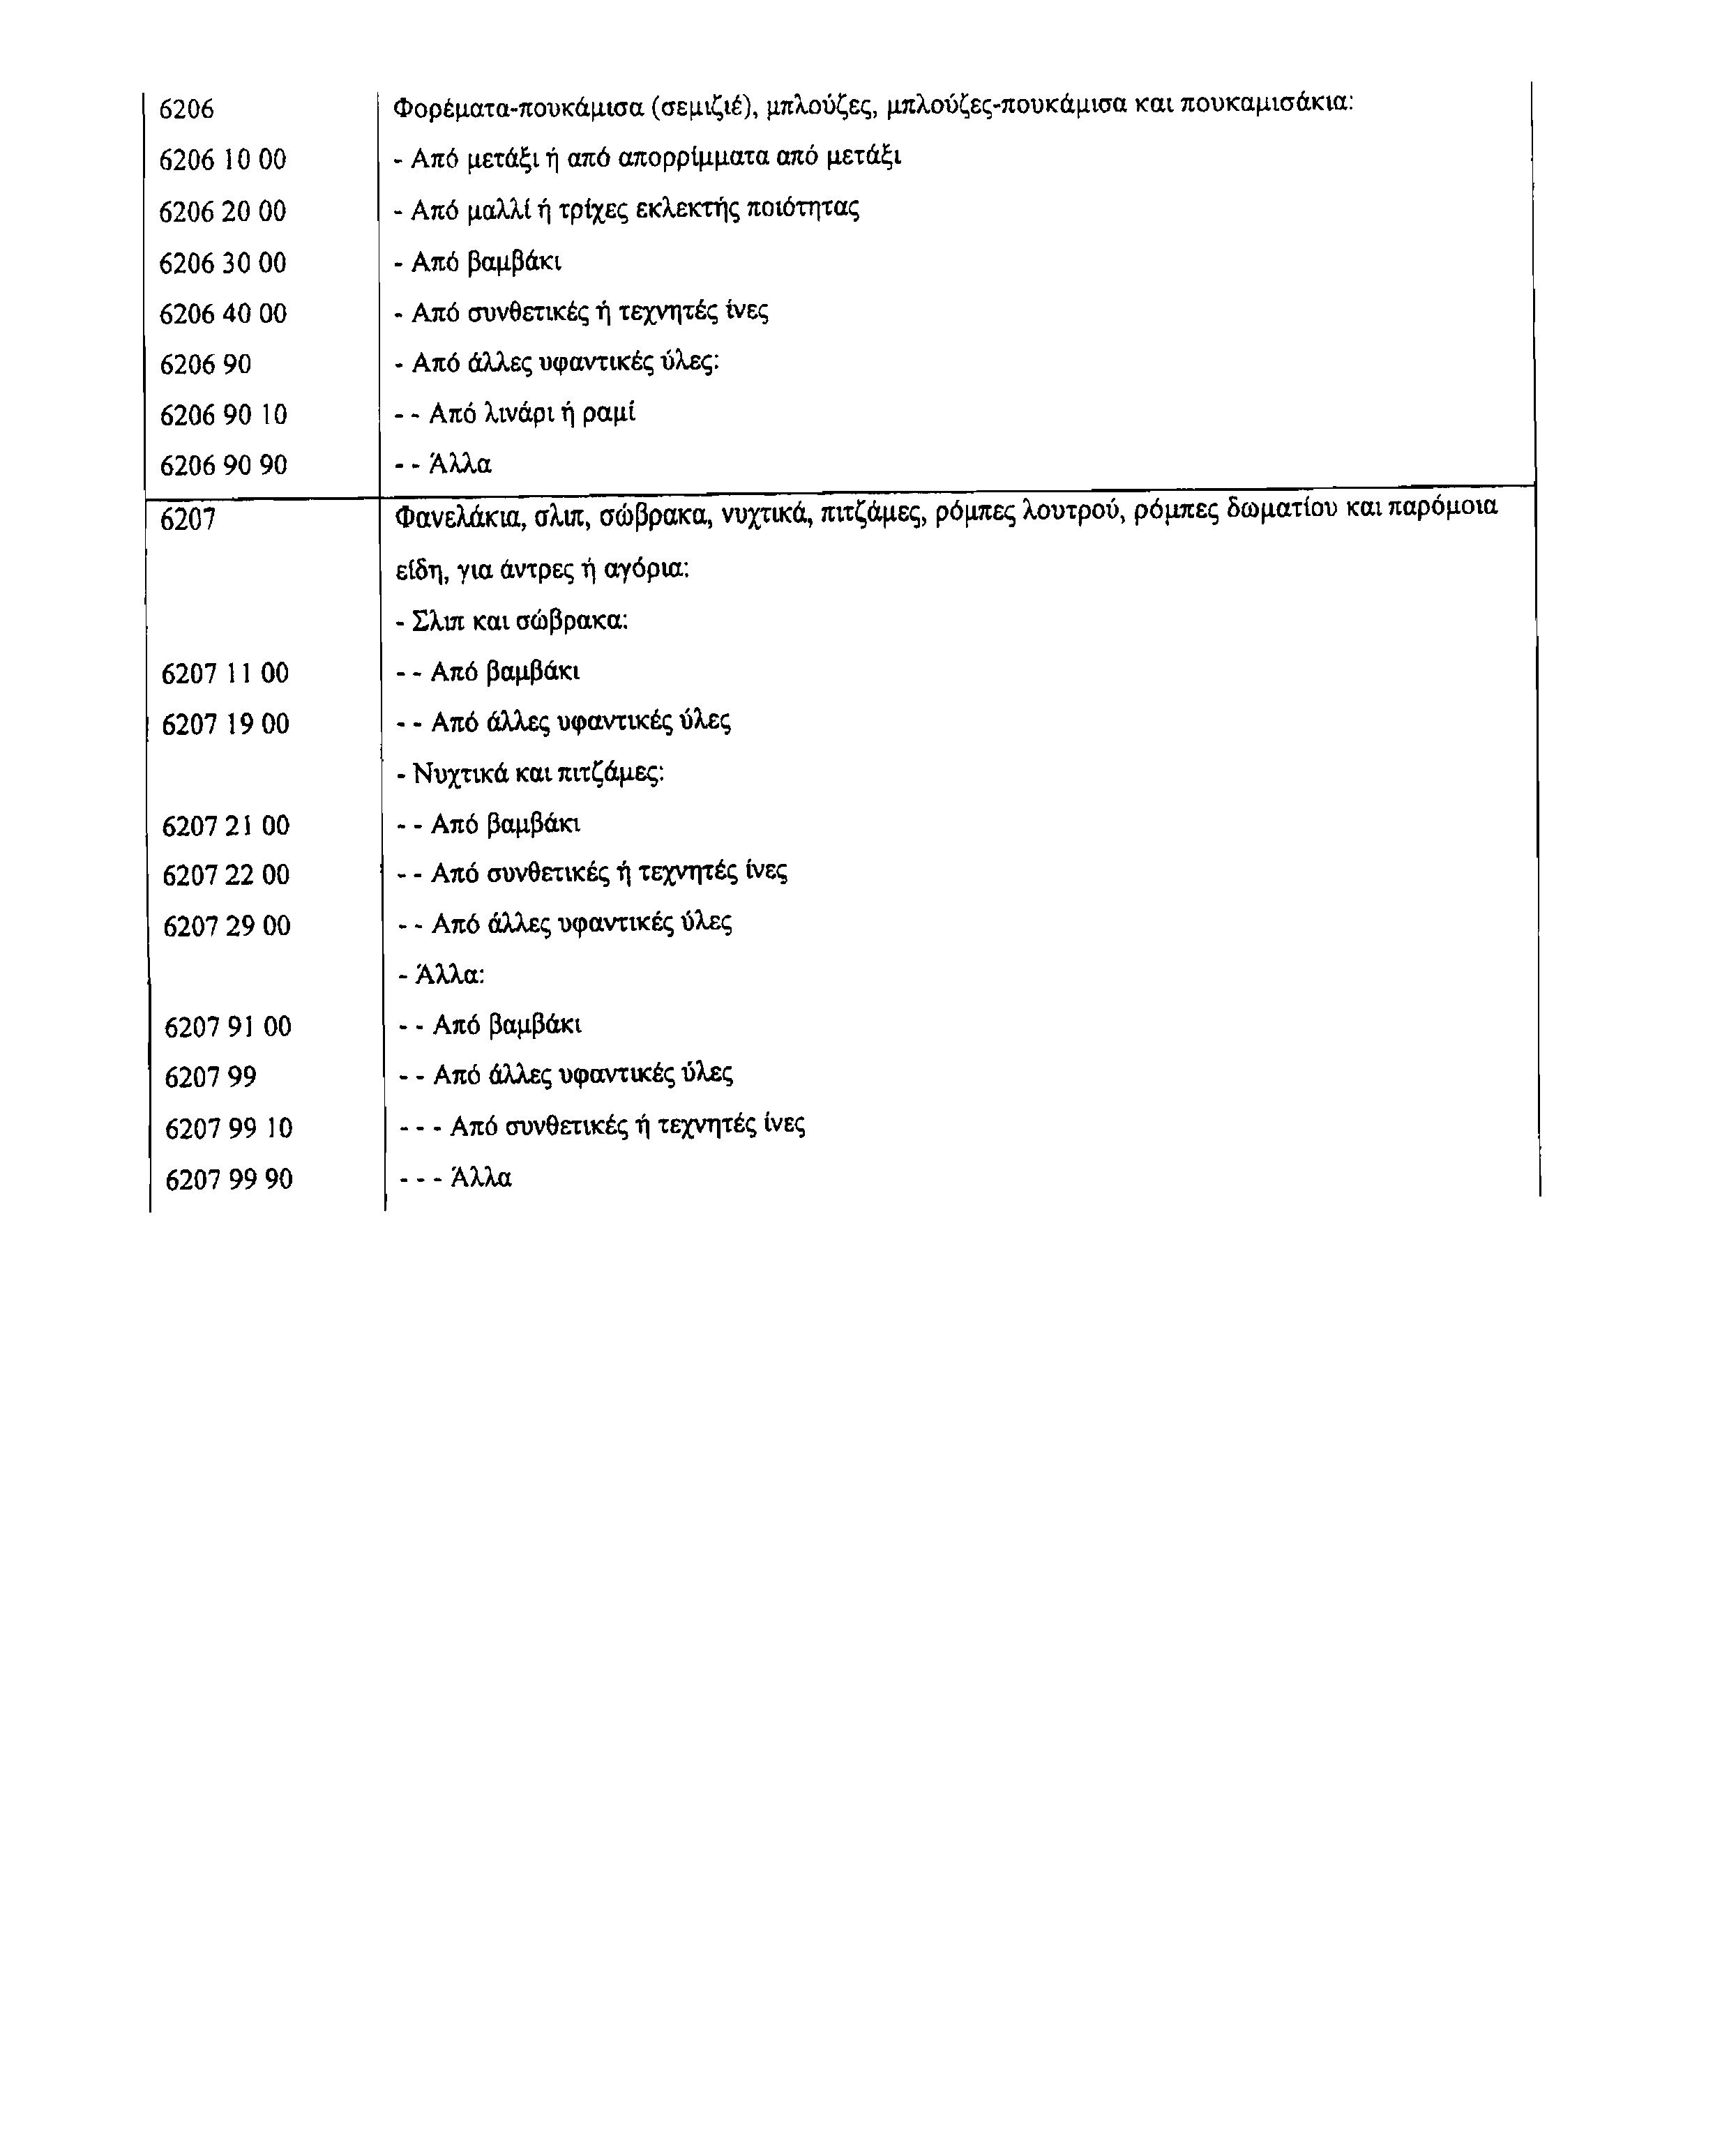 6206 Φορέματα-πουκάμισα (σεμιζιέ), μπλούζες, μπλούζες-πουκάμισα και πουκαμισάκια:
6206 10 00 - Από μετάξι ή από απορρίμματα από μετάξι
6206 20 00 - Από μαλλί ή τρίχες εκλεκτής ποιότητας
6206 30 00 - Από βαμβάκι
6206 40 00 - Από συνθετικές ή τεχνητές ίνες
6206 90 - Από άλλες υφαντικές ύλες:
6206 90 10 - - Από λινάρι ή ραμί
6206 90 90 - - Άλλα
6207 Φανελάκια, σλιπ, σώβρακα, νυχτικά, πιτζάμες, ρόμπες λουτρού, ρόμπες δωματίου και παρόμοια
είδη, για άντρες ή αγόρια:
- Σλιπ και σώβρακα:
6207 11 00 - - Από βαμβάκι
6207 19 00 - - Από άλλες υφαντικές ύλες
- Νυχτικά και πιτζάμες:
6207 21 00 - - Από βαμβάκι
6207 22 00 - - Από συνθετικές ή τεχνητές ίνες
6207 29 00 - - Από άλλες υφαντικές ύλες
- Άλλα:
6207 91 00 - - Από βαμβάκι
6207 99 - - Από άλλες υφαντικές ύλες
6207 99 10 - - - Από συνθετικές ή τεχνητές ίνες
6207 99 90 - - - Άλλα